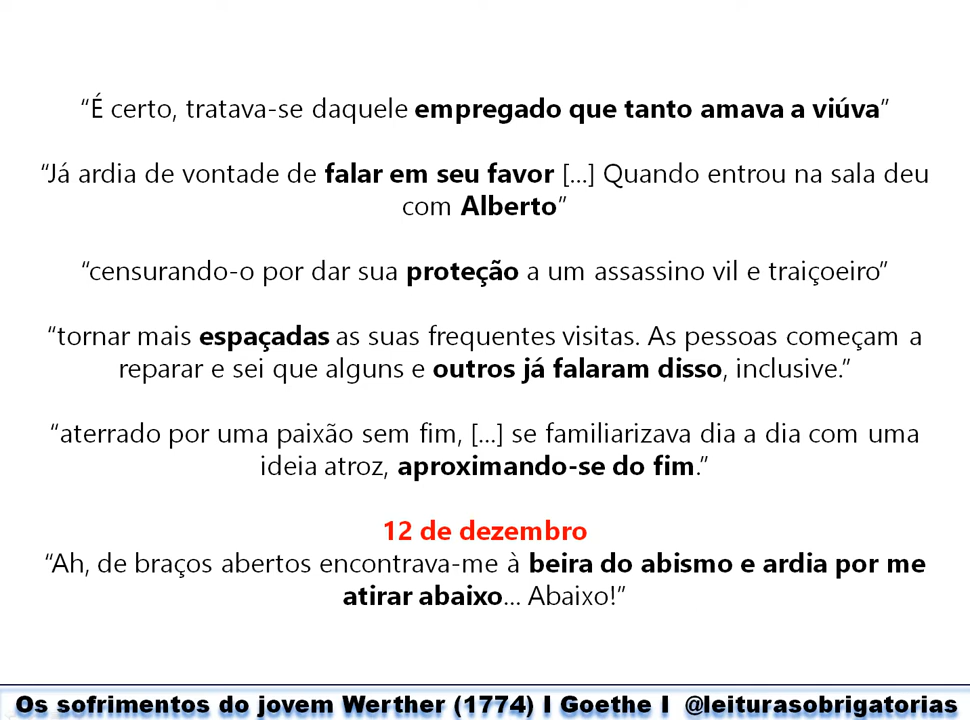 “É certo, tratava-se daquele empregado que tanto amava a viúva”
“Já ardia de vontade de falar em seu favor [...] Quando entrou na sala deu
com Alberto”
“censurando-o por dar sua proteção a um assassino vil e traiçoeiro”
“tornar mais espaçadas as suas frequentes visitas. As pessoas começam a
reparar e sei que alguns e outros já falaram disso, inclusive.”
“aterrado por uma paixão sem fim, [...] se familiarizava dia a dia com uma
ideia atroz, aproximando-se do fim.”
12 de dezembro
“Ah, de braços abertos encontrava-me à beira do abismo e ardia por me
atirar abaixo... Abaixo!”
Os sofrimentos do jovem Werther (1774) I Goethe I @leiturasobrigatorias